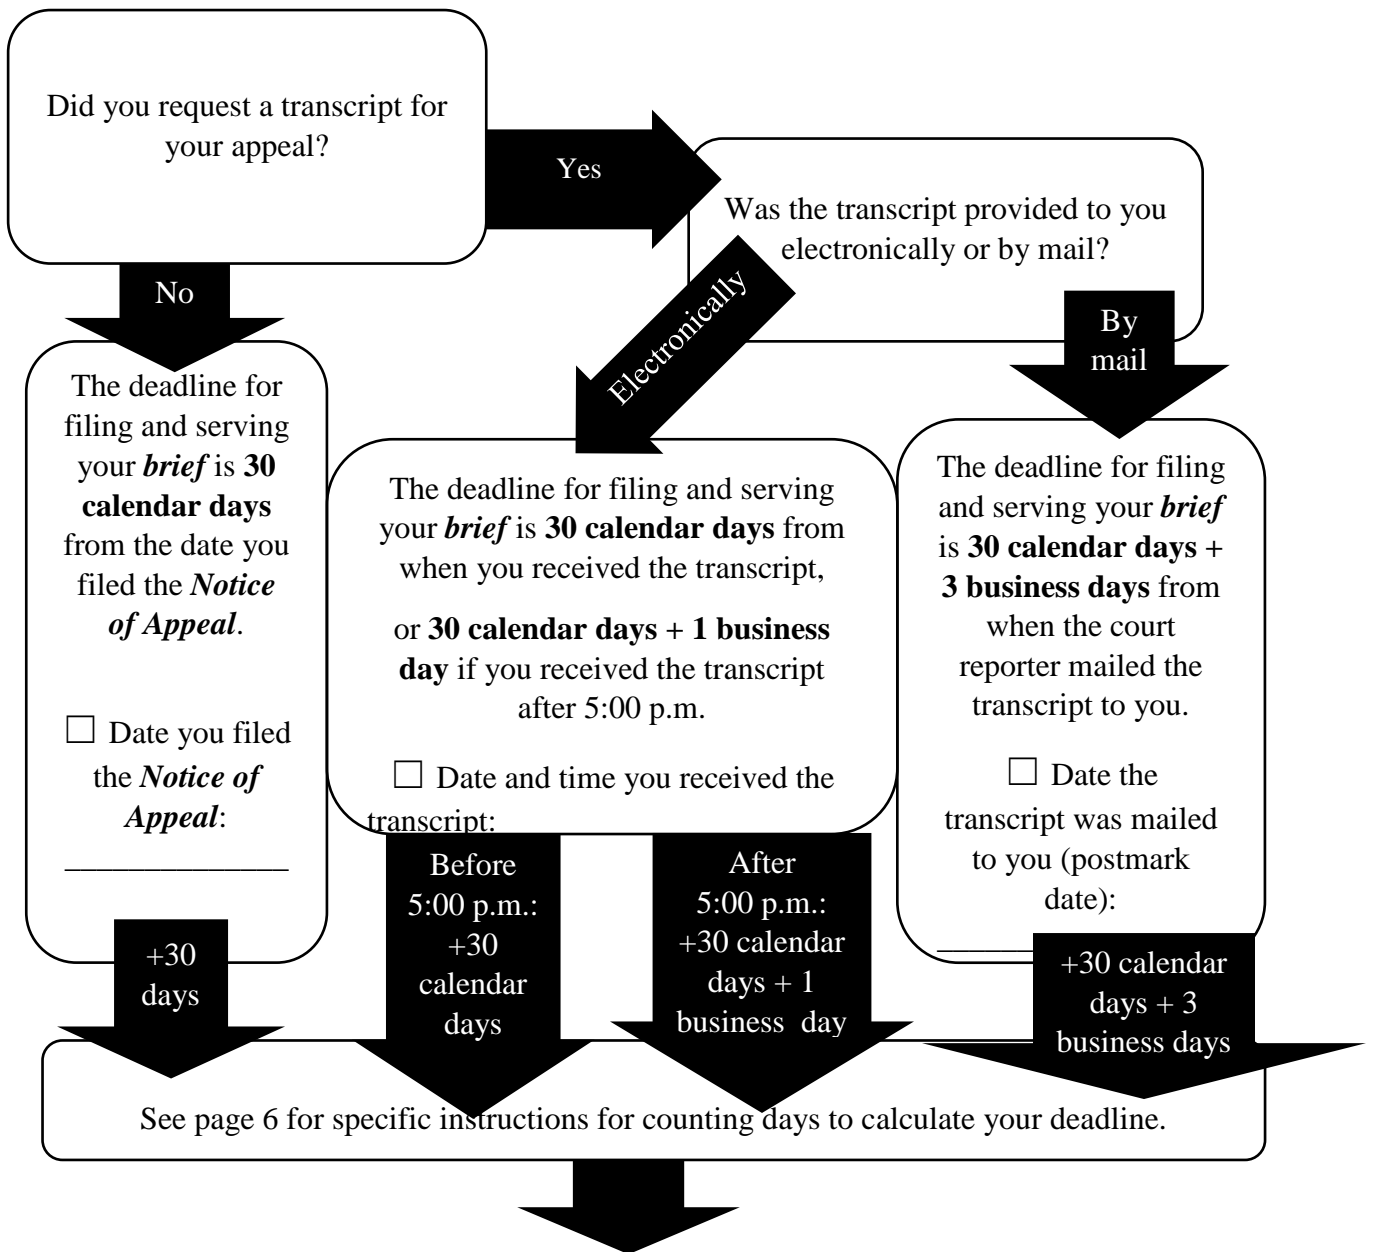 Did you request a transcript for
your appeal?
Yes
Was the transcript provided to you
electronically or by mail?
No
Electronically
By
mail
The deadline for
filing and serving
your brief is 30
calendar days
from the date you
filed the Notice
of Appeal.
☐ Date you filed
the Notice of
Appeal:
______________
+30
days
The deadline for filing and serving
your brief is 30 calendar days from
when you received the transcript,
or 30 calendar days + 1 business
day if you received the transcript
after 5:00 p.m.
☐ Date and time you received the
transcript:
Before
5:00 p.m.:
+30
calendar
days
After
5:00 p.m.:
+30 calendar
days + 1
business day
The deadline for filing
and serving your brief
is 30 calendar days +
3 business days from
when the court
reporter mailed the
transcript to you.
☐ Date the
transcript was mailed
to you (postmark
date):
______
+30 calendar
days + 3
business days
See page 6 for specific instructions for counting days to calculate your deadline.